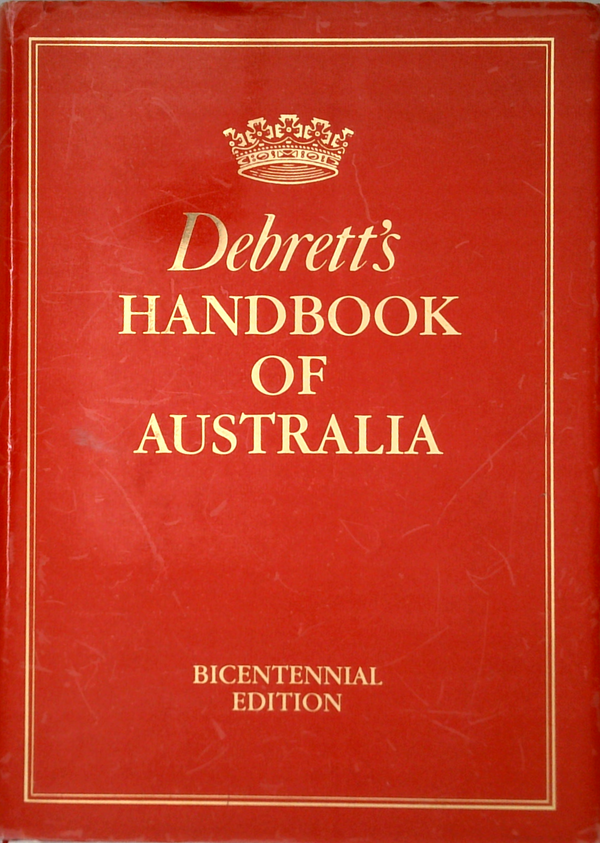 Debrett's
HANDBOOK
OF
AUSTRALIA
BICENTENNIAL
EDITION